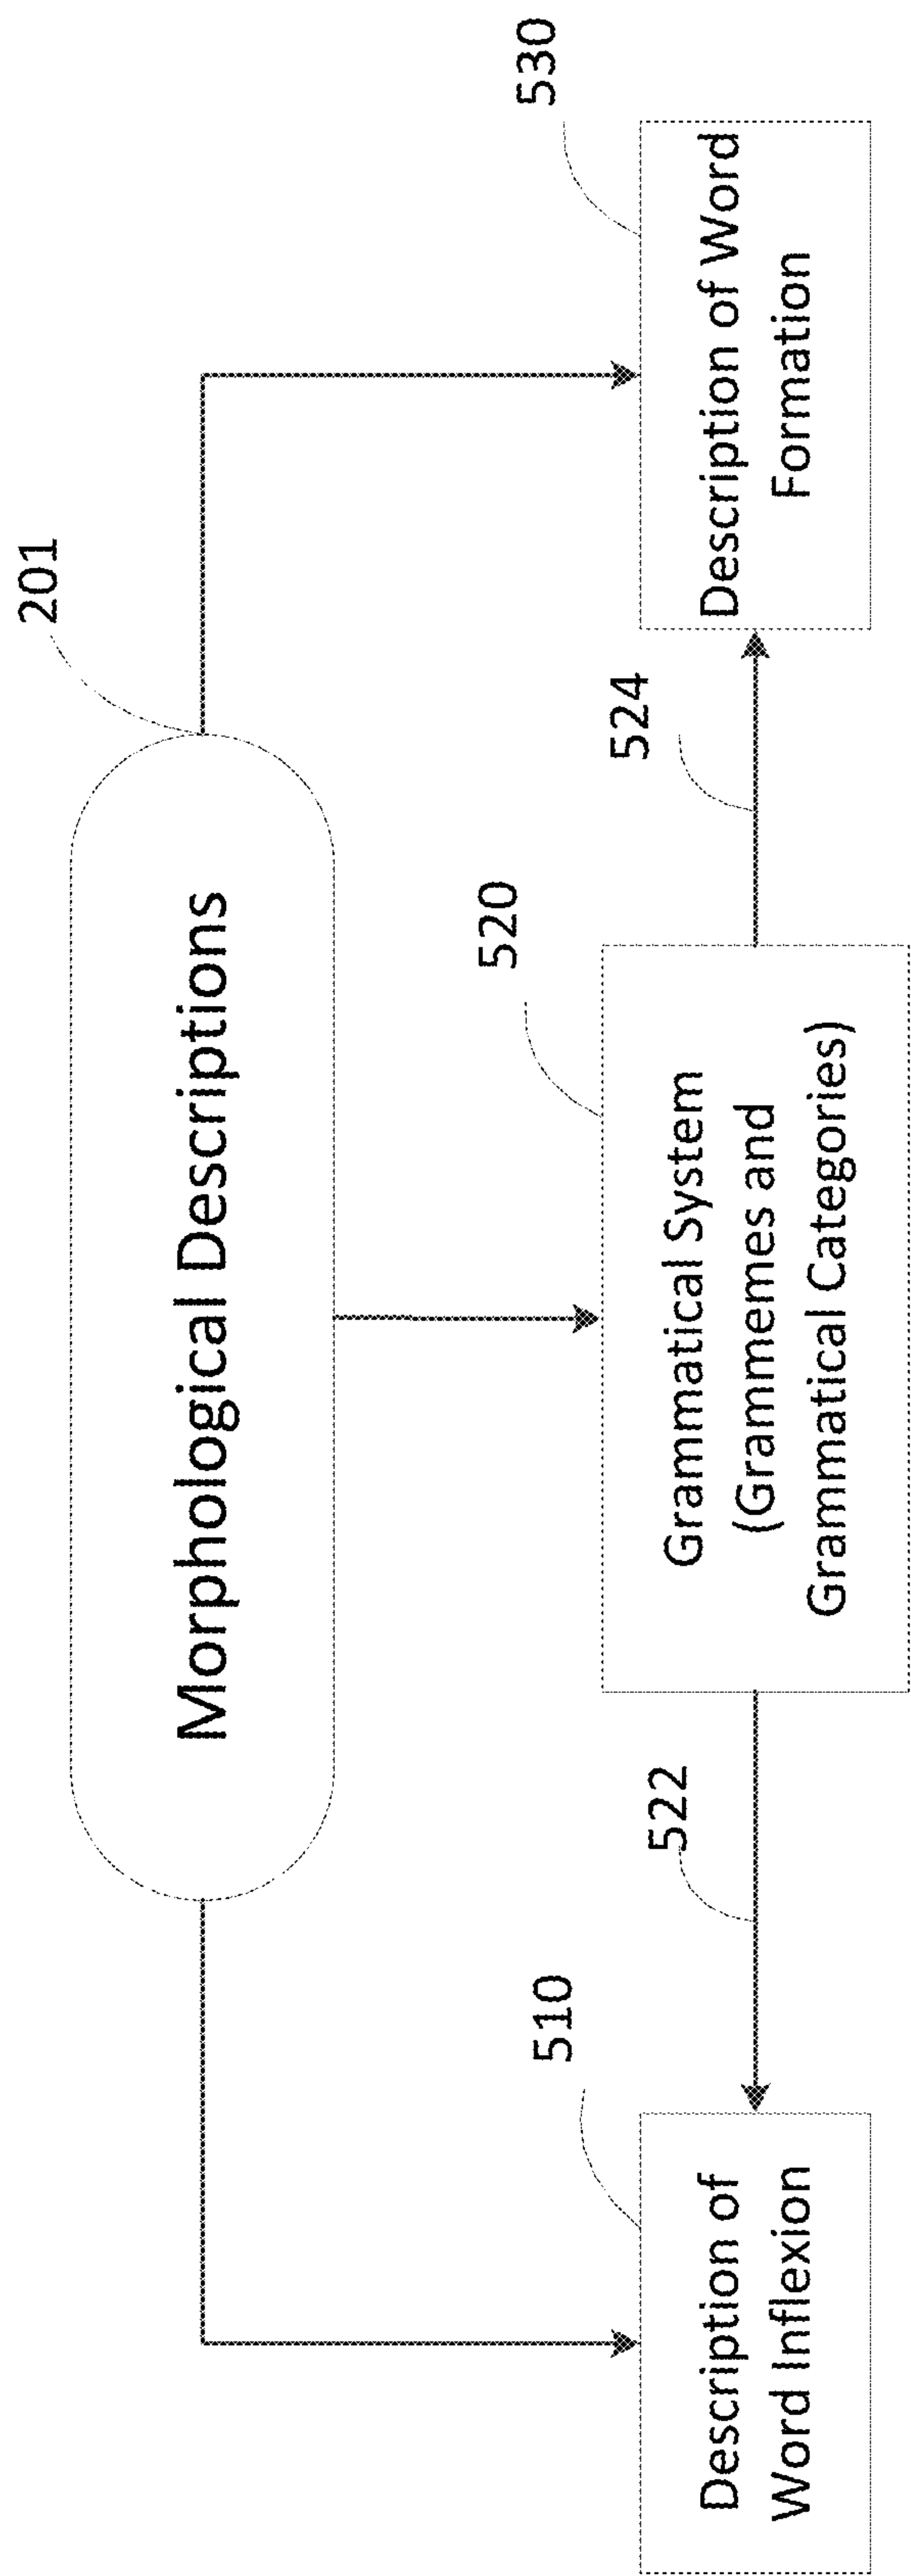 201
Morphological Descriptions
510
520
530
Description of
Word Inflexion
522
Grammatical System
(Grammemes and
Grammatical Categories)
524
Description of Word
Formation